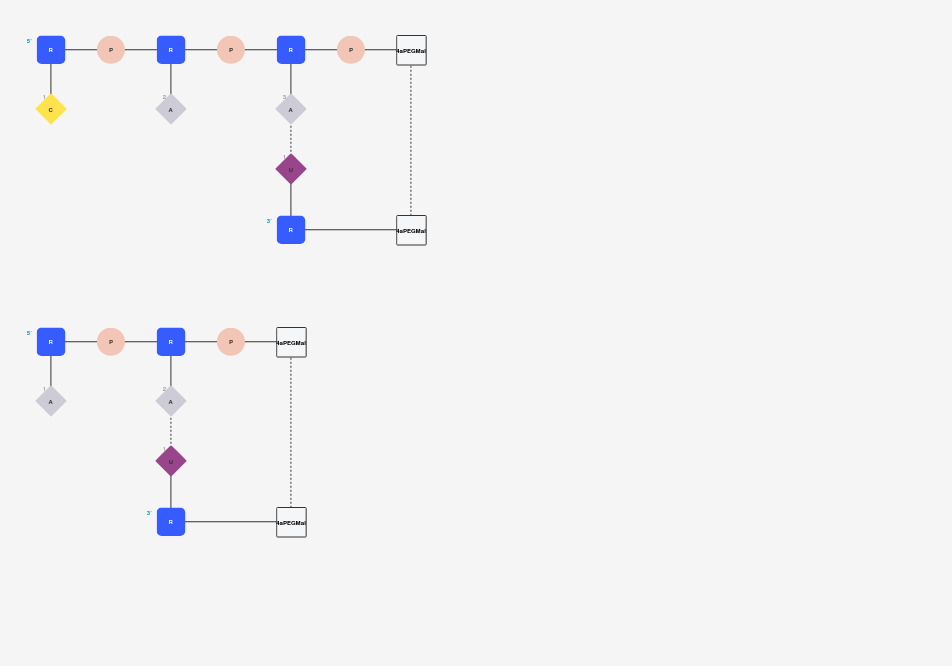 5'
R P R P R P 4aPEGMal
1 2 3
C A A
1
U
3'
R 4aPEGMal
5'
R P R P 4aPEGMal
1 2
A A
1
U
3'
R 4aPEGMal